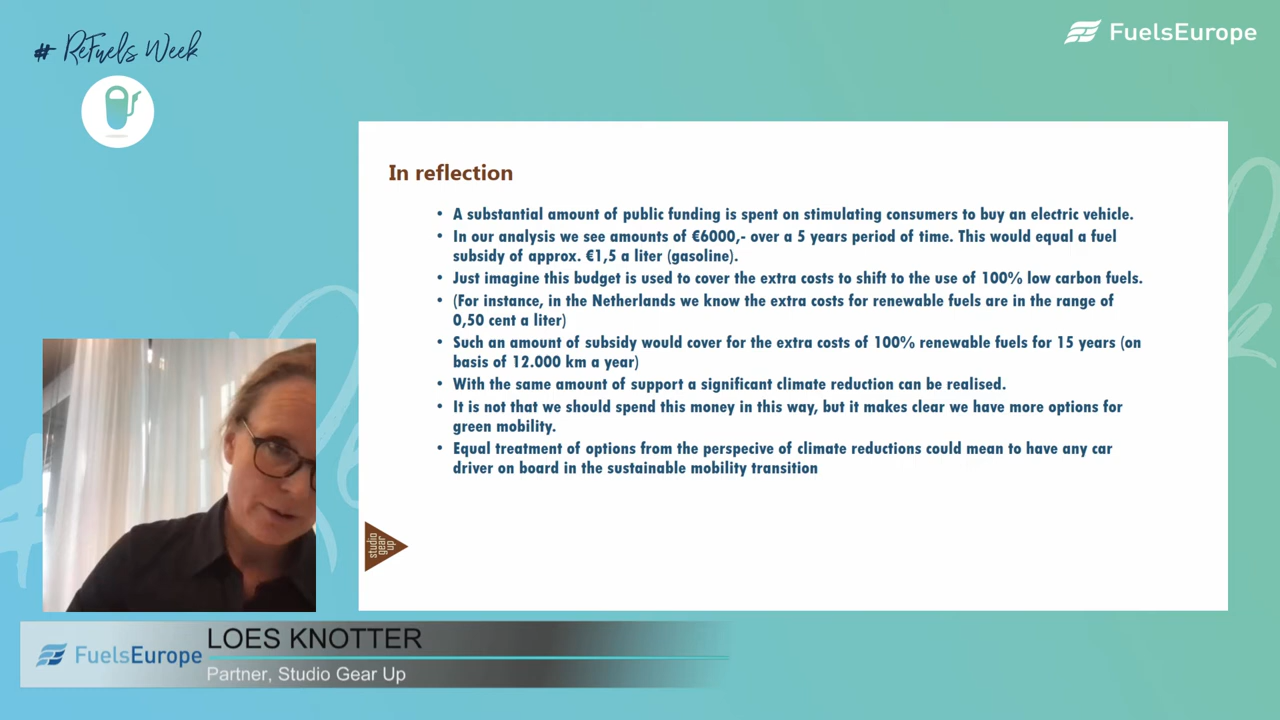 # ReFuels Week
FuelsEurope
In reflection
• A substantial amount of public funding is spent on stimulating consumers to buy an electric vehicle.
• In our analysis we see amounts of €6000,- over a 5 years period of time. This would equal a fuel
subsidy of approx. €1,5 a liter (gasoline).
• Just imagine this budget is used to cover the extra costs to shift to the use of 100% low carbon fuels.
• (For instance, in the Netherlands we know the extra costs for renewable fuels are in the range of
0,50 cent a liter)
• Such an amount of subsidy would cover for the extra costs of 100% renewable fuels for 15 years (on
basis of 12.000 km a year)
• With the same amount of support a significant climate reduction can be realised.
• It is not that we should spend this money in this way, but it makes clear we have more options for
green mobility.
• Equal treatment of options from the perspecive of climate reductions could mean to have any car
driver on board in the sustainable mobility transition
studio
gear
up
FuelsEurope
LOES KNOTTER
Partner, Studio Gear Up